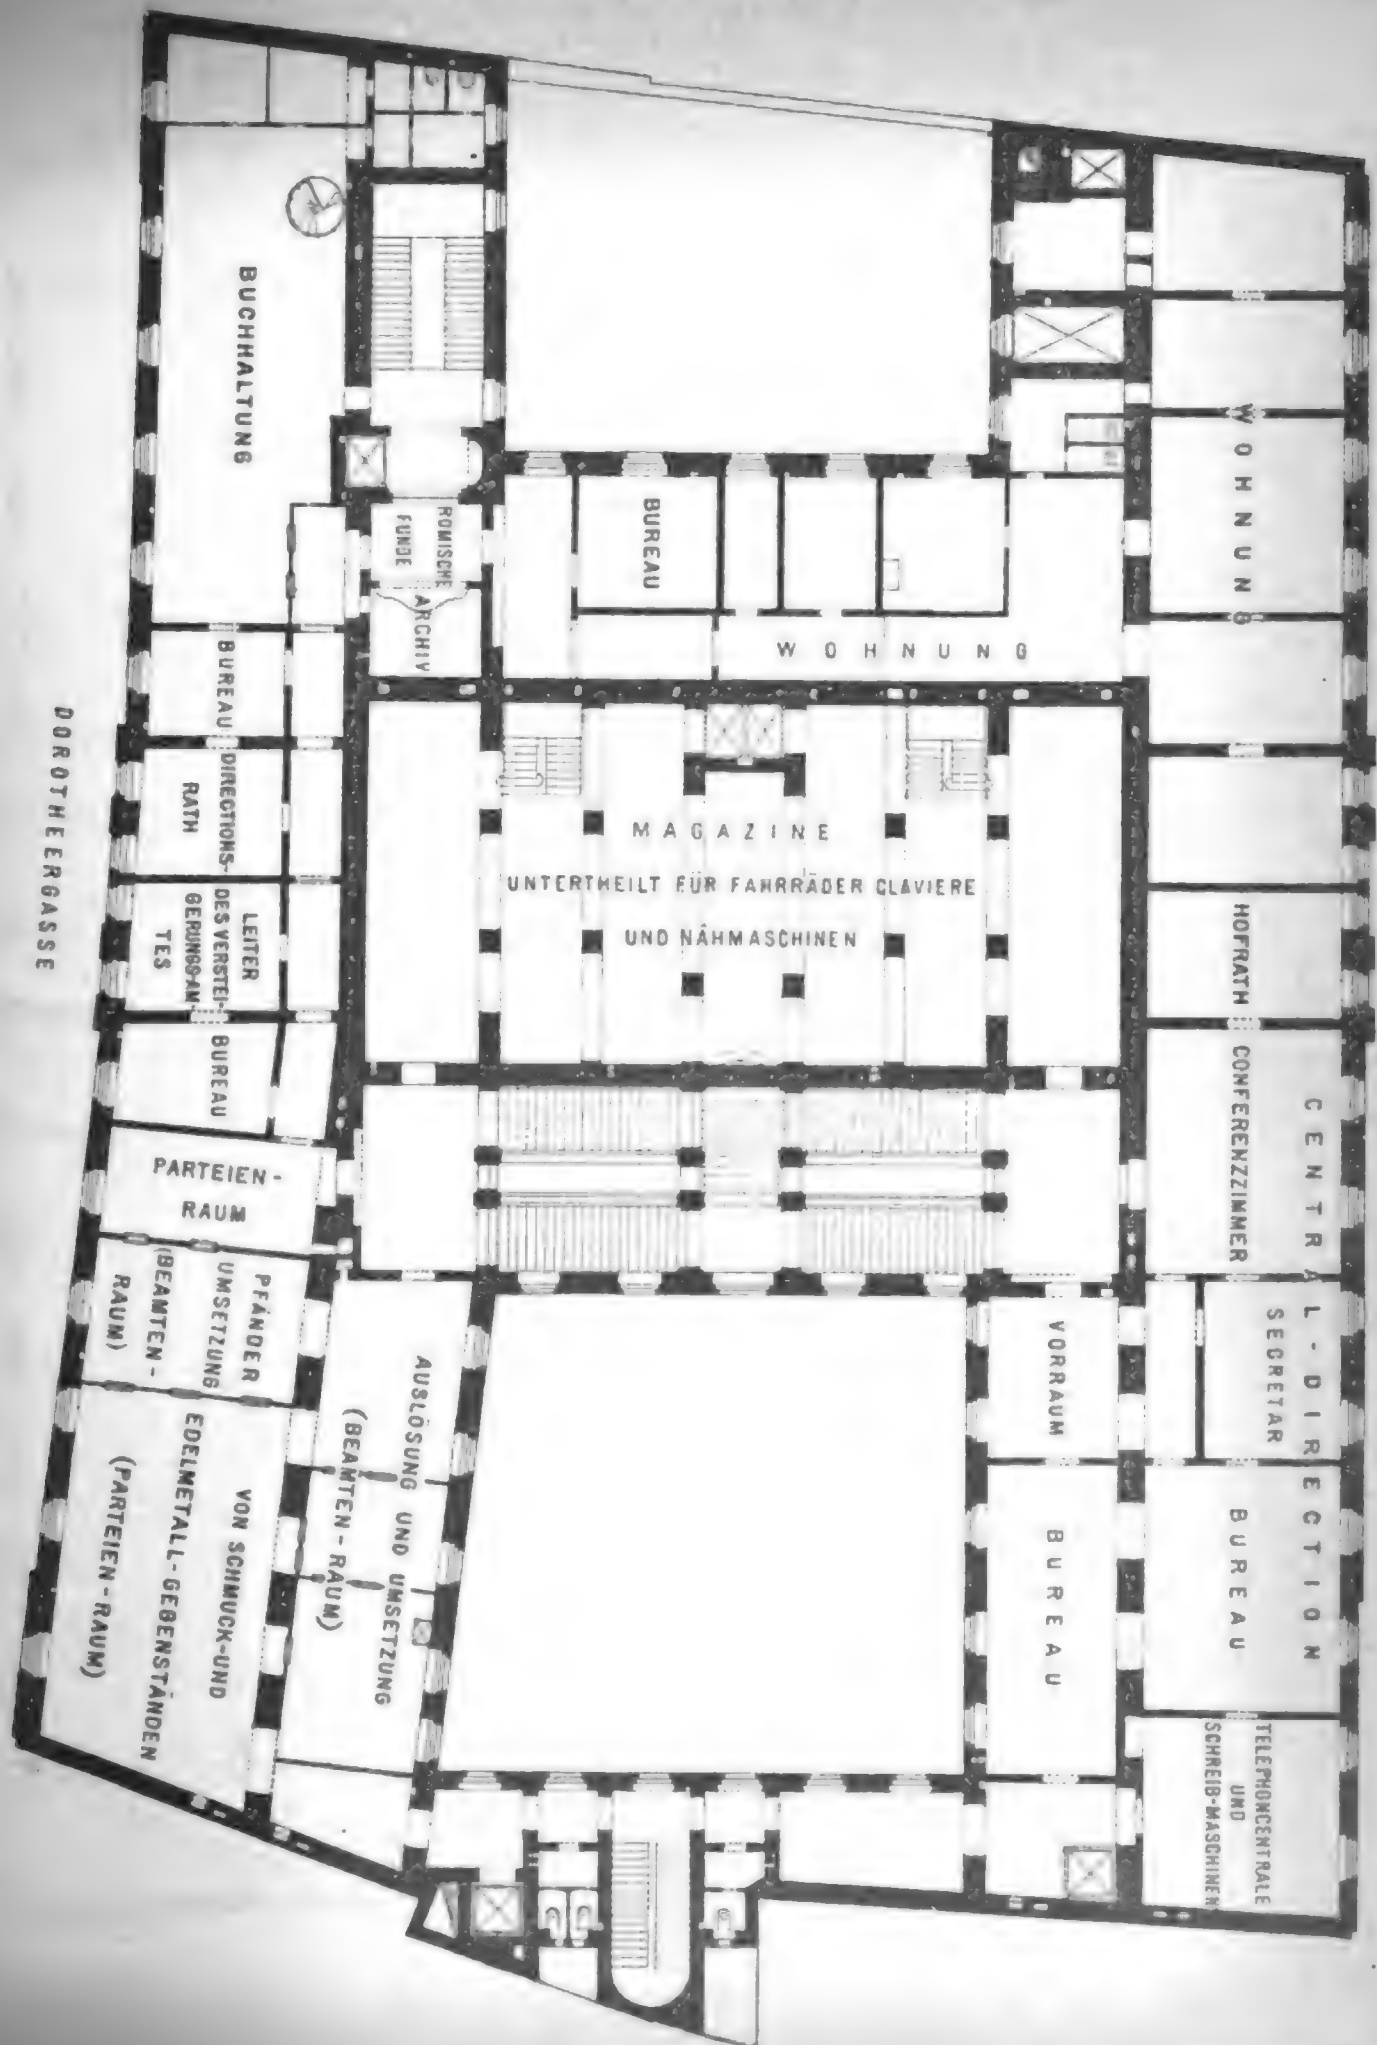 BUCHHALTUNG
RÖMISCHE
FUNDE
ARCHIV
BUREAU
WOHNUNG
WOHNUNG
BUREAU
DIRECTIONS-
RATH
LEITER
DES VERSTEI-
GERUNGS-AM-
TES
BUREAU
DOROTHEERGASSE
MAGAZINE
UNTERTHEILT FÜR FAHRRÄDER CLAVIERE
UND NÄHMASCHINEN
HOFRATH
CONFERENZZIMMER
CENTRAL-DIRECTION
SECRETAR
VORRAUM
BUREAU
BUREAU
TELEPHONCENTRALE
UND
SCHREIB-MASCHINEN
PARTEIEN-
RAUM
PFÄNDER
UMSETZUNG
(BEAMTEN-
RAUM)
AUSLÖSUNG UND UMSETZUNG
(BEAMTEN-RAUM)
VON SCHMUCK-UND
EDELMETALL-GEGENSTÄNDEN
(PARTEIEN-RAUM)